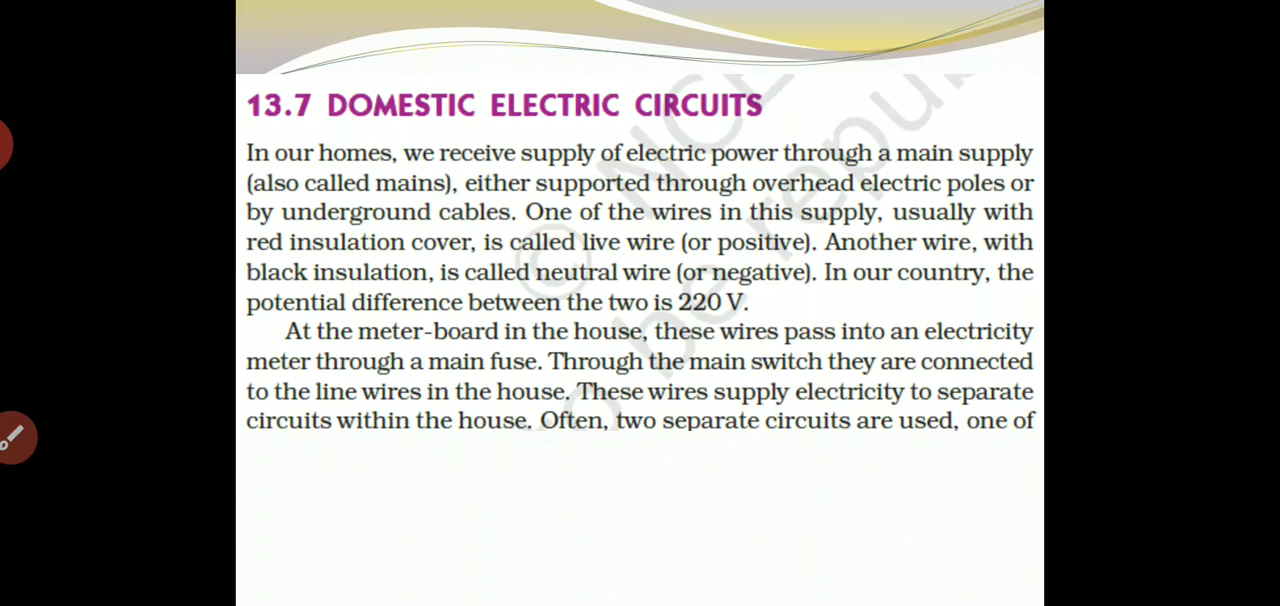 13.7 DOMESTIC ELECTRIC CIRCUITS
In our homes, we receive supply of electric power through a main supply
(also called mains), either supported through overhead electric poles or
by underground cables. One of the wires in this supply, usually with
red insulation cover, is called live wire (or positive). Another wire, with
black insulation, is called neutral wire (or negative). In our country, the
potential difference between the two is 220 V.
At the meter-board in the house, these wires pass into an electricity
meter through a main fuse. Through the main switch they are connected
to the line wires in the house. These wires supply electricity to separate
circuits within the house. Often, two separate circuits are used, one of
© NCE
o be repu